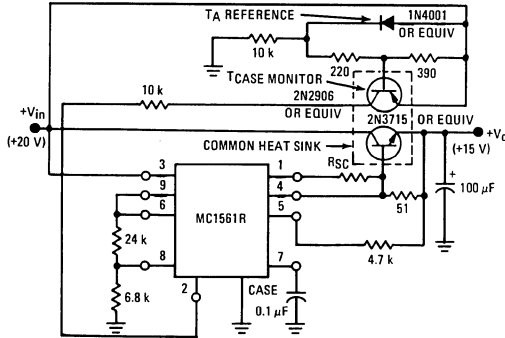 TA REFERENCE
1N4001
OR EQUIV
10 k
220
390
TCASE MONITOR
10 k
2N2906
OR EQUIV
+Vin
(+20 V)
2N3715
OR EQUIV
+Vo
(+15 V)
COMMON HEAT SINK
RSC
3
1
9
4
6
5
MC1561R
51
+
100 µF
24 k
4.7 k
8
7
2
CASE
6.8 k
0.1 µF